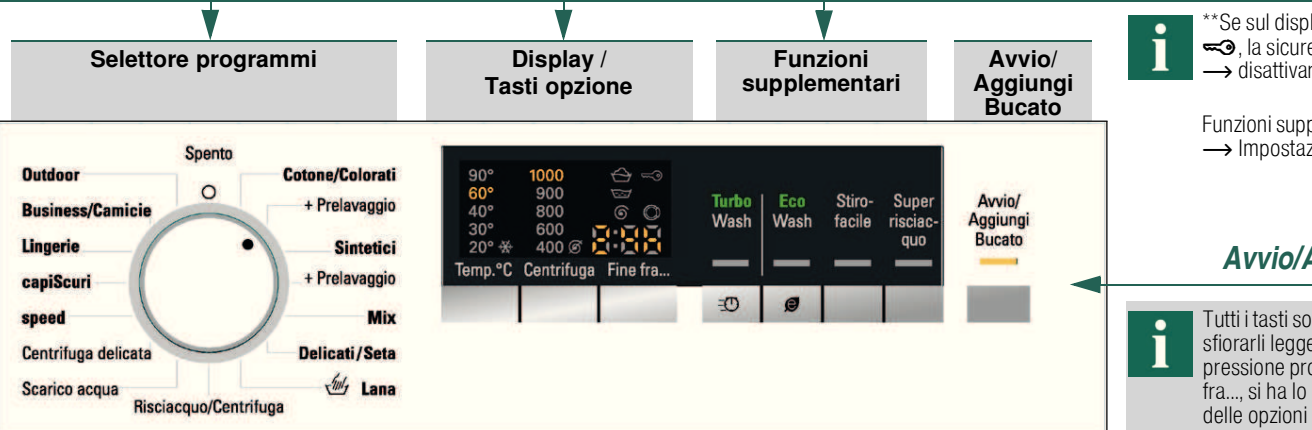 Selettore programmi
Display /
Tasti opzione
Funzioni
supplementari
Avvio/
Aggiungi
Bucato
Spento
Outdoor
Business/Camicie
Lingerie
capiScuri
speed
Centrifuga delicata
Scarico acqua
Risciacquo/Centrifuga
Cotone/Colorati
+ Prelavaggio
Sintetici
+ Prelavaggio
Mix
Delicati/Seta
Lana
90° 1000
60° 900
40° 800
30° 600
20° 400
Temp.°C Centrifuga Fine fra...
Turbo
Wash
Eco
Wash
Stiro-
facile
Super
risciac-
quo
Avvio/
Aggiungi
Bucato
**Se sul displ
, la sicure
→ disattivar
Funzioni supp
→ Impostaz
Avvio/A
Tutti i tasti so
sfiorarli legge
pressione pro
fra..., si ha lo
delle opzioni